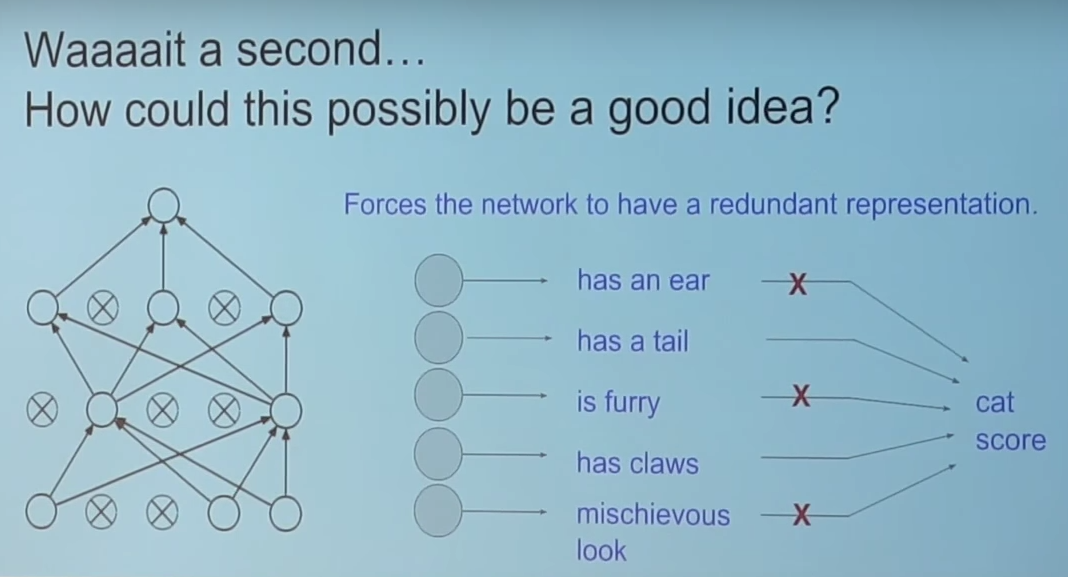 Waaaait a second...
How could this possibly be a good idea?
Forces the network to have a redundant representation.
has an ear
X
has a tail
is furry
X
has claws
mischievous
look
X
cat
score